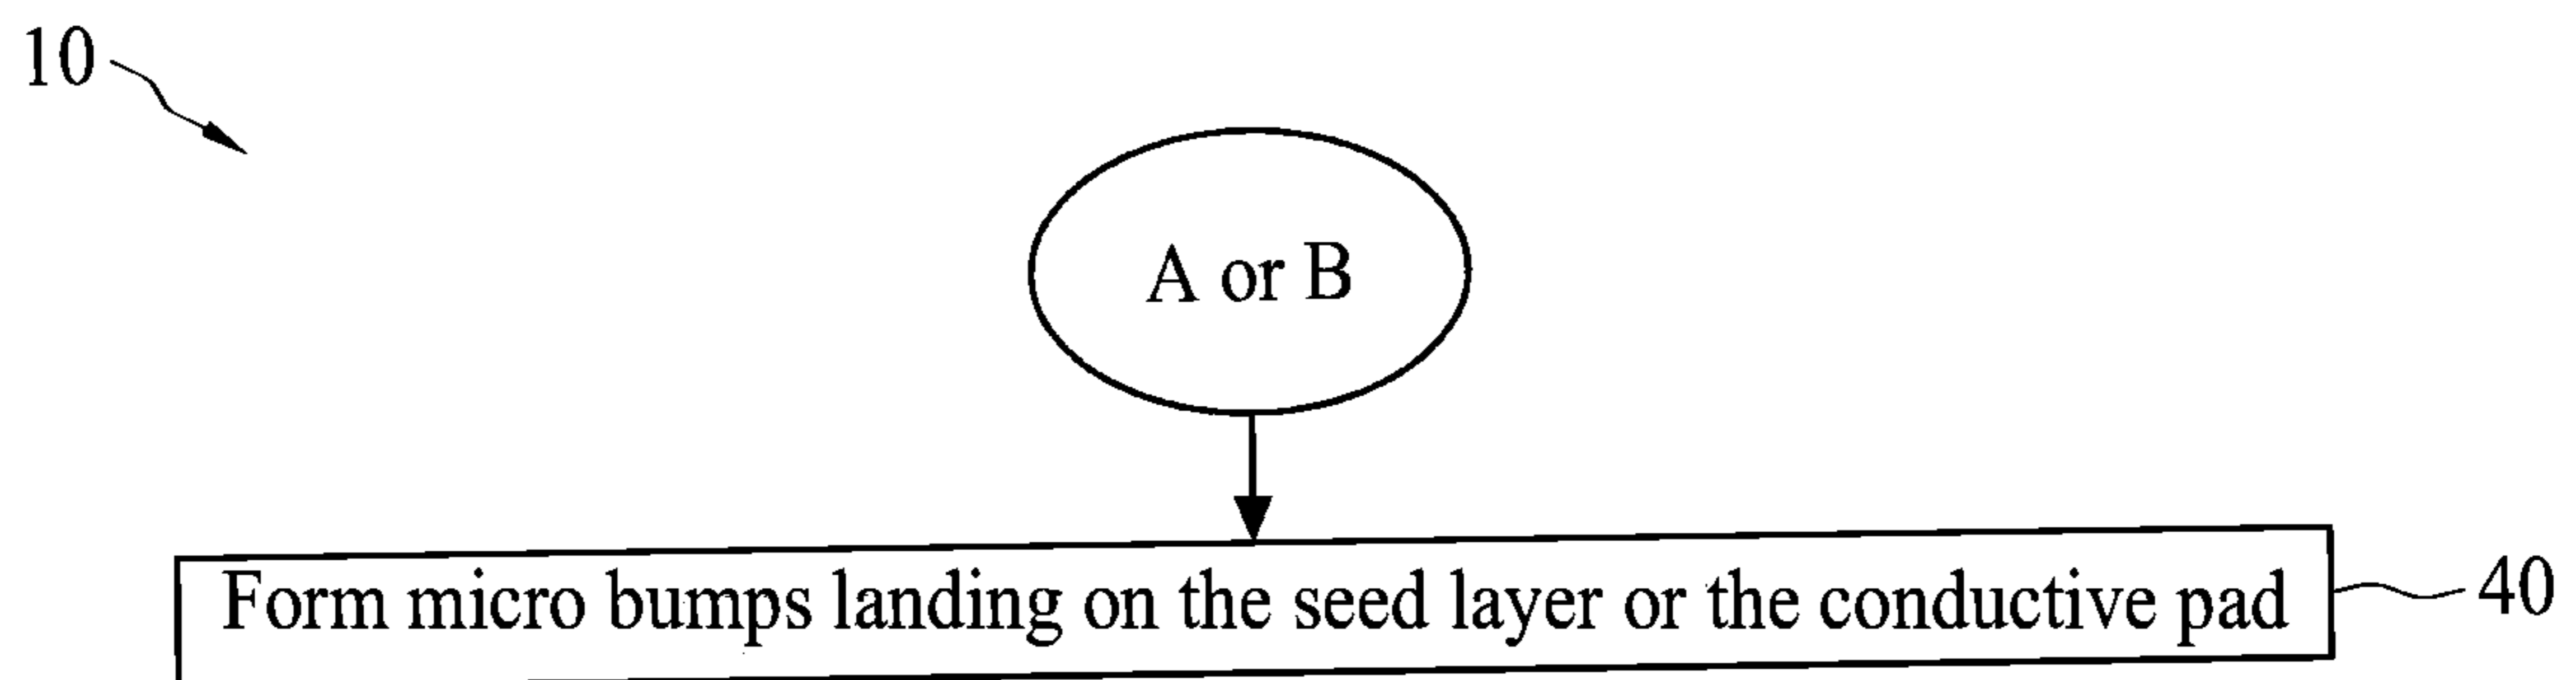 10
A or B
Form micro bumps landing on the seed layer or the conductive pad
40